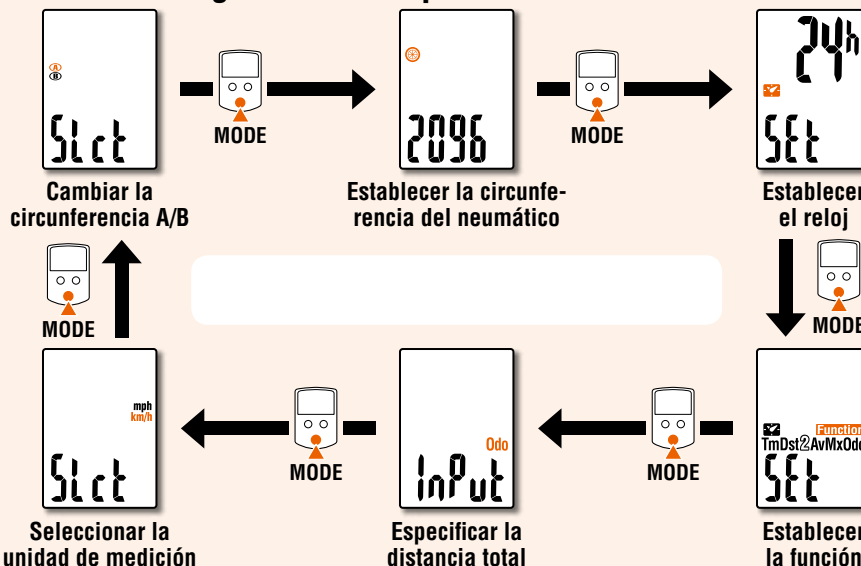 A
B
Slct
MODE
2096
MODE
24h
SEt
Cambiar la
circunferencia A/B
Establecer la circunfe-
rencia del neumático
Establecer
el reloj
MODE
MODE
mph
km/h
Slct
MODE
Odo
InPut
MODE
Function
TmDst2AvMxOdo
SEt
Seleccionar la
unidad de medición
Especificar la
distancia total
Establecer
la función